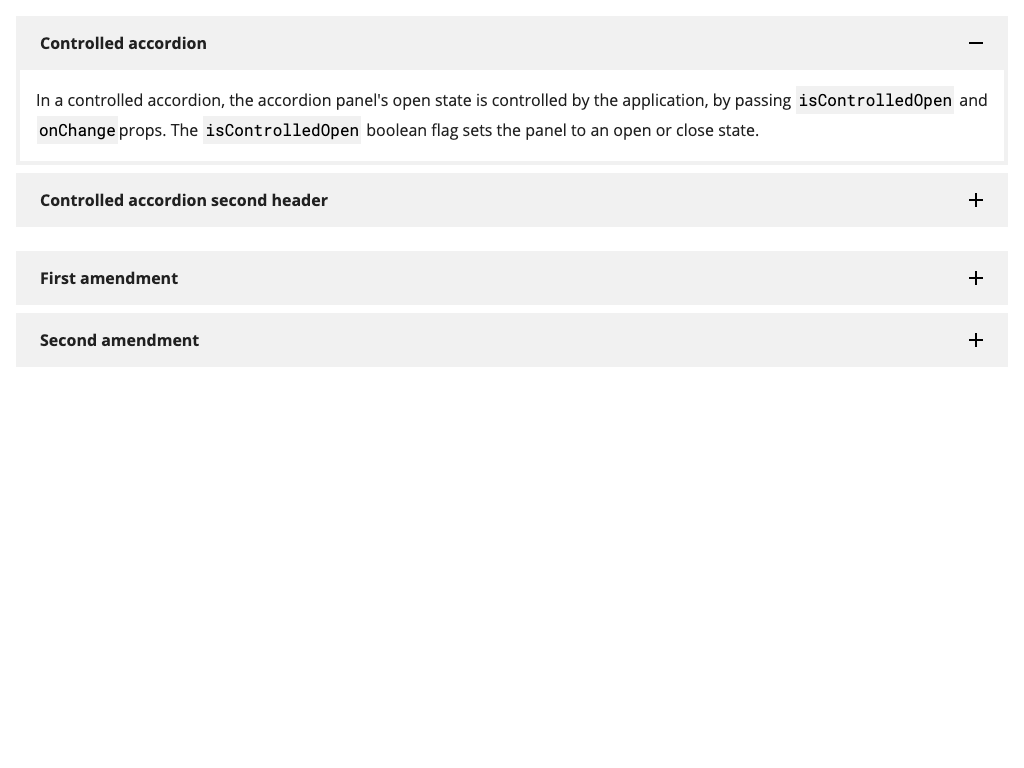 Controlled accordion
In a controlled accordion, the accordion panel's open state is controlled by the application, by passing isControlledOpen and
onChange props. The isControlledOpen boolean flag sets the panel to an open or close state.
Controlled accordion second header
First amendment
Second amendment